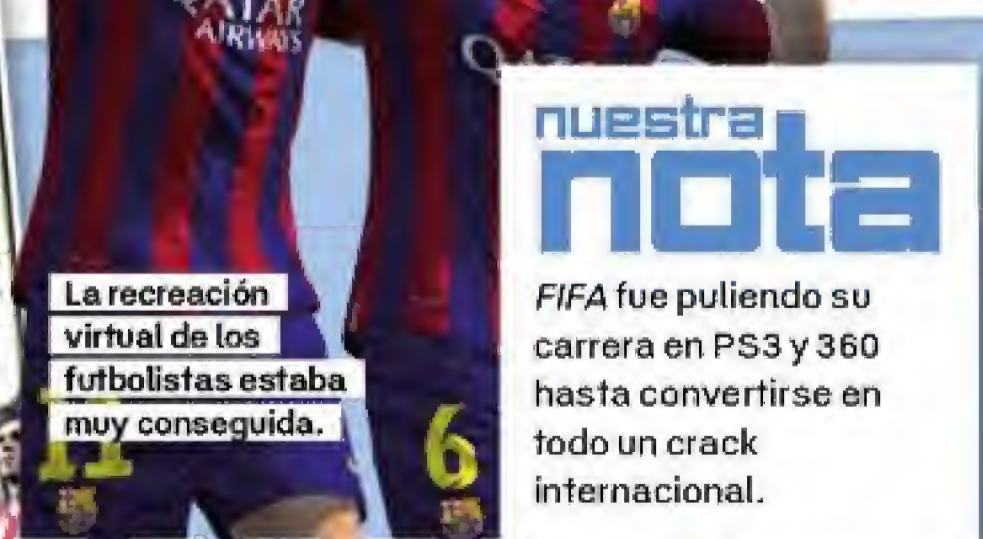 QATAR
AIRWAYS
nuestra
nota
La recreación
virtual de los
futbolistas estaba
muy conseguida.
11
6
FIFA fue puliendo su
carrera en PS3 y 360
hasta convertirse en
todo un crack
internacional.